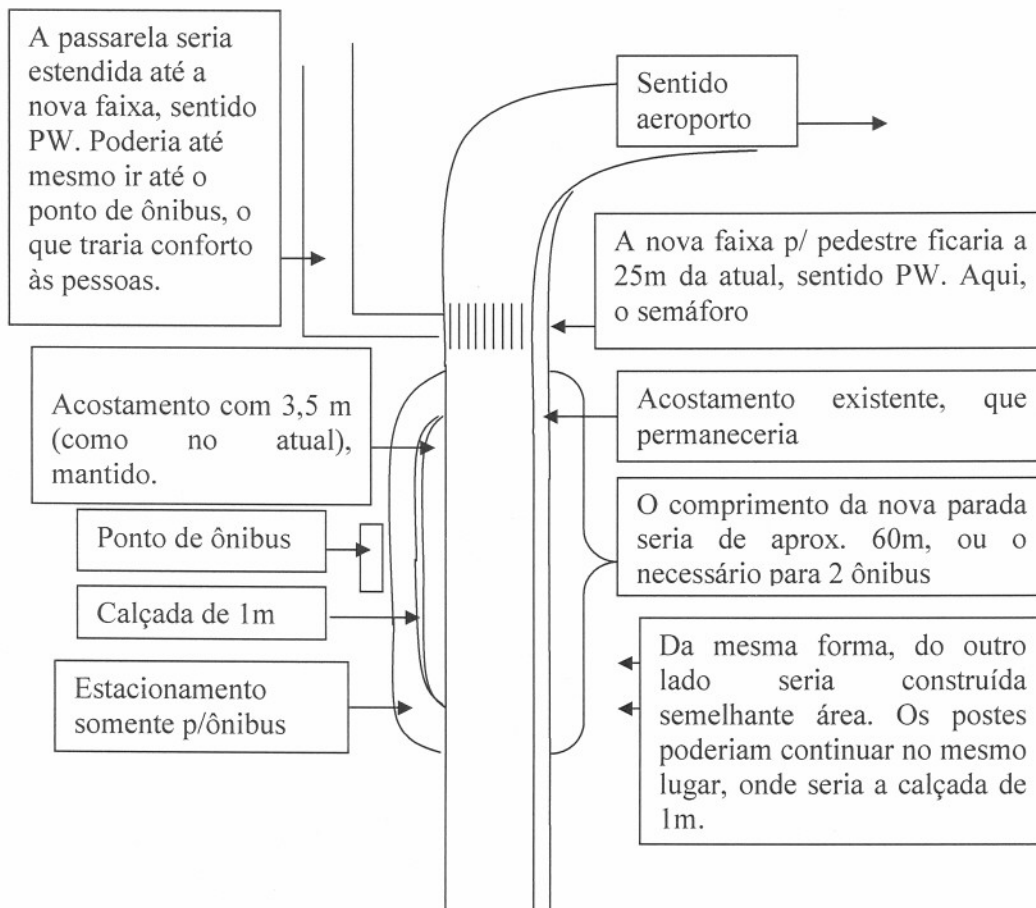 A passarela seria
estendida até a
nova faixa, sentido
PW. Poderia até
mesmo ir até o
ponto de ônibus, o
que traria conforto
às pessoas.
Sentido
aeroporto
A nova faixa p/ pedestre ficaria a
25m da atual, sentido PW. Aqui,
o semáforo
Acostamento com 3,5 m
(como no atual),
mantido.
Acostamento existente, que
permaneceria
Ponto de ônibus
O comprimento da nova parada
seria de aprox. 60m, ou o
necessário para 2 ônibus
Calçada de 1m
Estacionamento
somente p/ônibus
Da mesma forma, do outro
lado seria construída
semelhante área. Os postes
poderiam continuar no mesmo
lugar, onde seria a calçada de
1m.